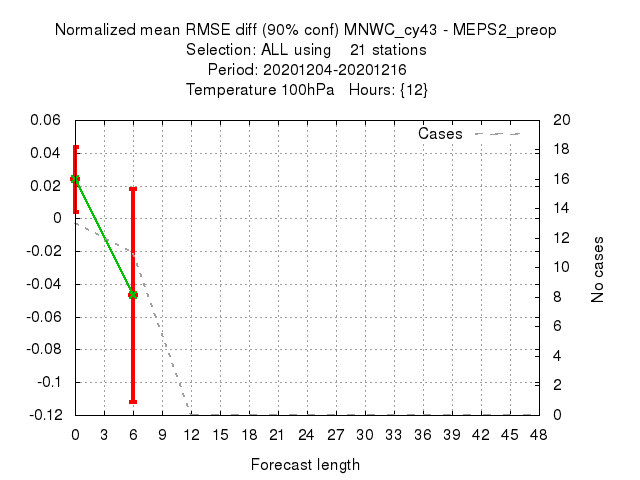 Normalized mean RMSE diff (90% conf) MNWC_cy43 - MEPS2_preop
Selection: ALL using 21 stations
Period: 20201204-20201216
Temperature 100hPa Hours: {12}
Cases
0.06
0.04
0.02
0
-0.02
-0.04
-0.06
-0.08
-0.1
-0.12
20
18
16
14
12
10
8
6
4
2
0
No cases
0 3 6 9 12 15 18 21 24 27 30 33 36 39 42 45 48
Forecast length